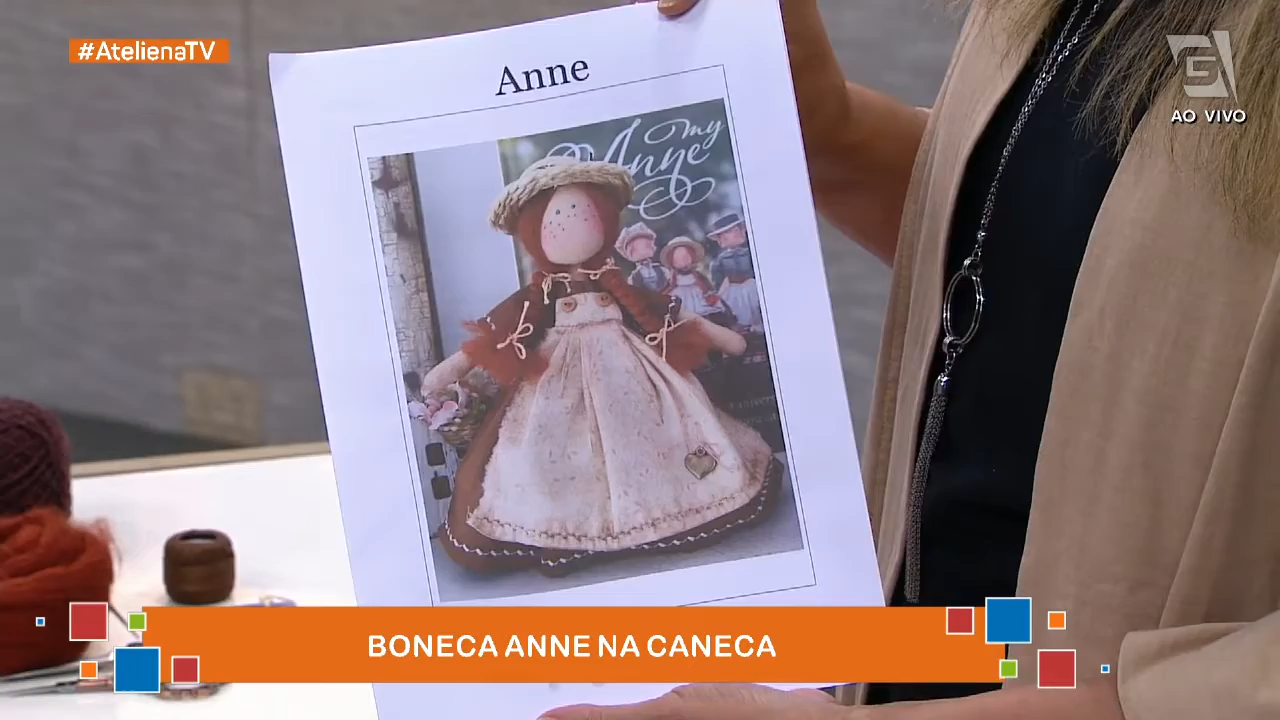 #AtelienaTV
AO VIVO
Anne
my
Anne
BONECA ANNE NA CANECA